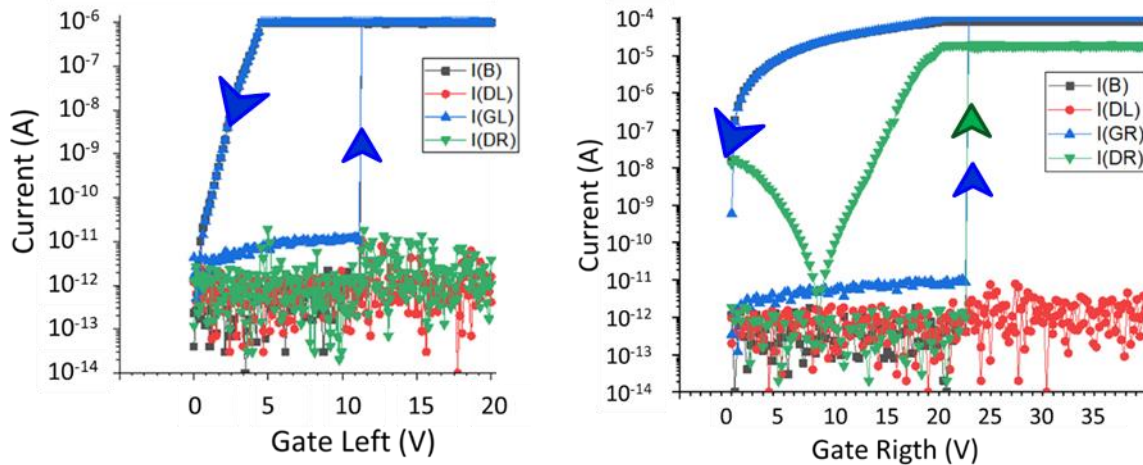 Current (A)
10⁻⁶
10⁻⁷
10⁻⁸
10⁻⁹
10⁻¹⁰
10⁻¹¹
10⁻¹²
10⁻¹³
10⁻¹⁴
I(B)
I(DL)
I(GL)
I(DR)
0 5 10 15 20
Gate Left (V)
Current (A)
10⁻⁴
10⁻⁵
10⁻⁶
10⁻⁷
10⁻⁸
10⁻⁹
10⁻¹⁰
10⁻¹¹
10⁻¹²
10⁻¹³
10⁻¹⁴
I(B)
I(DL)
I(GR)
I(DR)
0 5 10 15 20 25 30 35
Gate Rigth (V)